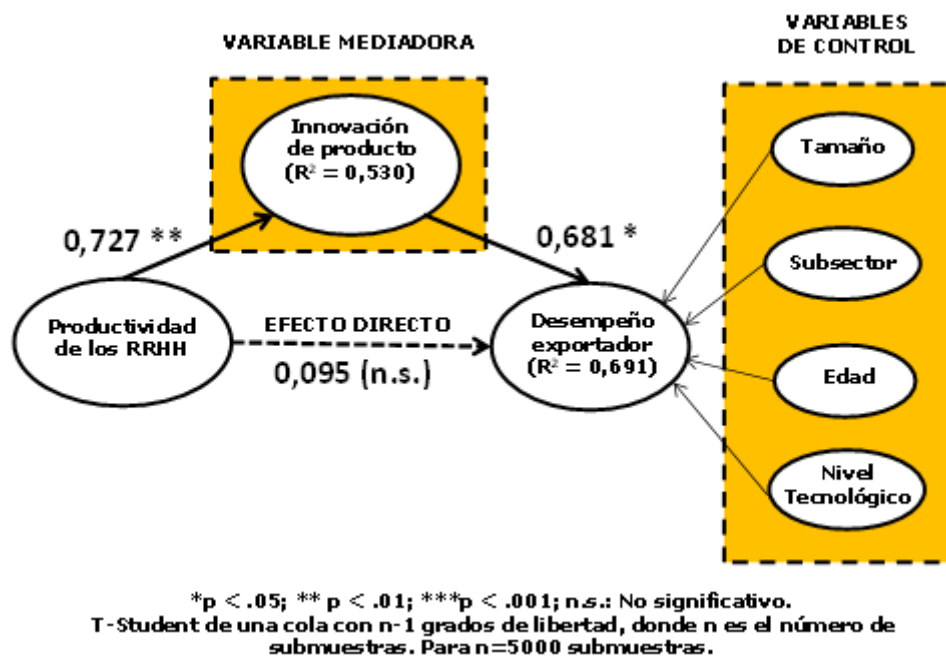 VARIABLE MEDIADORA
VARIABLES
DE CONTROL
Innovación
de producto
(R² = 0,530)
Tamaño
0,727 **
0,681 *
Subsector
Productividad
de los RRHH
EFECTO DIRECTO
0,095 (n.s.)
Desempeño
exportador
(R² = 0,691)
Edad
Nivel
Tecnológico
*p < .05; ** p < .01; ***p < .001; n.s.: No significativo.
T-Student de una cola con n-1 grados de libertad, donde n es el número de
submuestras. Para n=5000 submuestras.